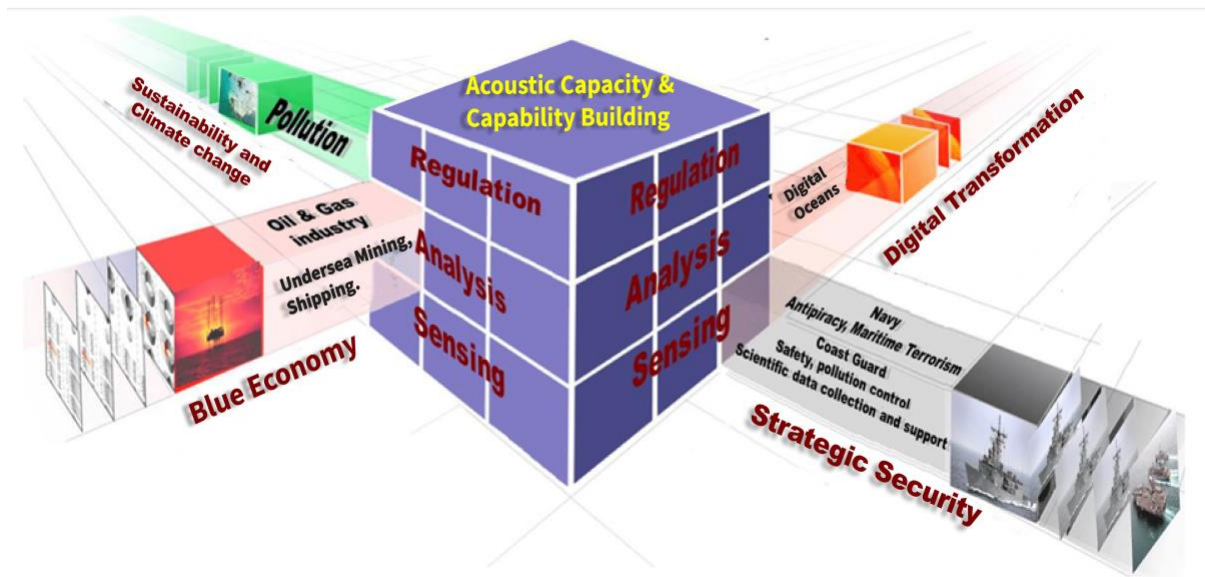 Acoustic Capacity &
Capability Building
Regulation
Analysis
Sensing
Regulation
Analysis
Sensing
Pollution
Sustainability and
Climate change
Oil & Gas
industry
Undersea Mining,
Shipping.
Blue Economy
Digital
Oceans
Digital Transformation
Navy
Antipiracy, Maritime Terrorism
Coast Guard
Safety, pollution control
Scientific data collection and support
Strategic Security